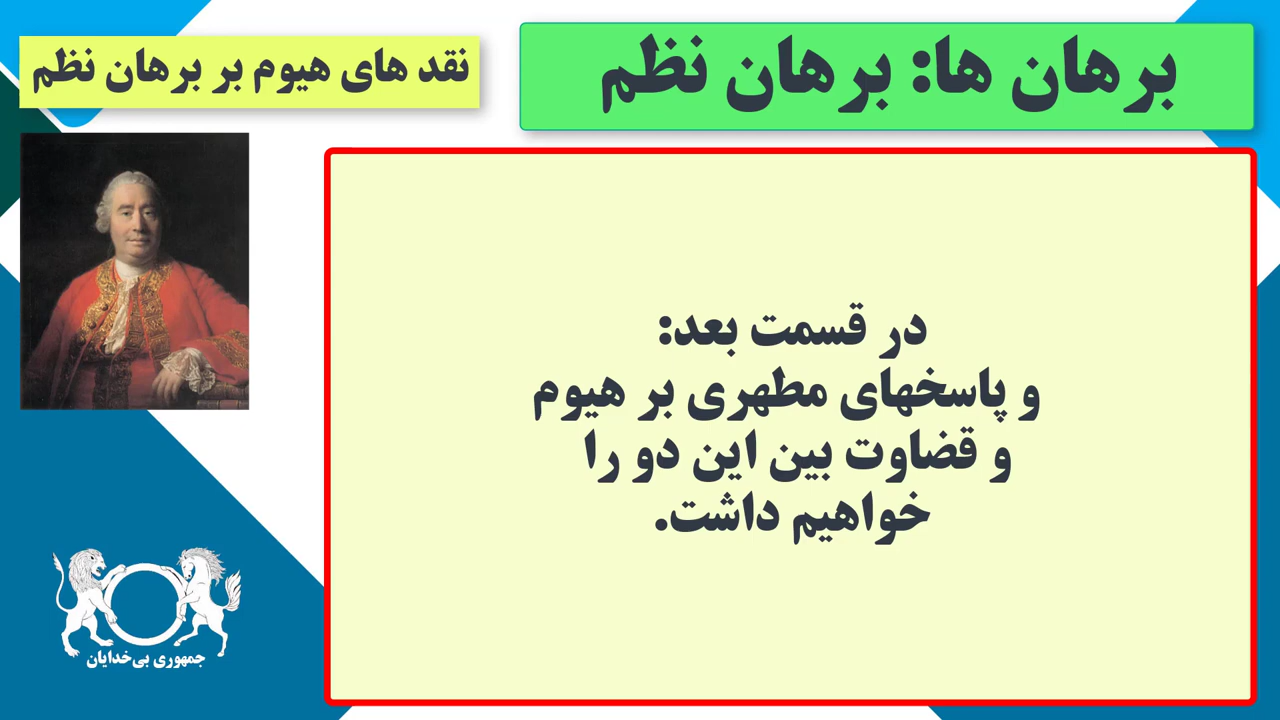 برهان ها: برهان نظم
نقد های هیوم بر برهان نظم
در قسمت بعد:
و پاسخهای مطهری بر هیوم
و قضاوت بین این دو را
خواهیم داشت.
جمهوری بی‌خدایان